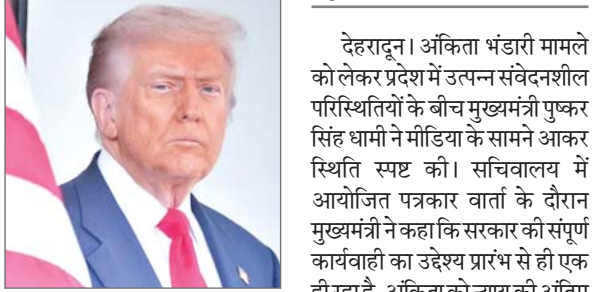 देहरादून। अंकिता भंडारी मामले
को लेकर प्रदेश में उत्पन्न संवेदनशील
परिस्थितियों के बीच मुख्यमंत्री पुष्कर
सिंह धामी ने मीडिया के सामने आकर
स्थिति स्पष्ट की। सचिवालय में
आयोजित पत्रकार वार्ता के दौरान
मुख्यमंत्री ने कहा कि सरकार की संपूर्ण
कार्यवाही का उद्देश्य प्रारंभ से ही एक
ही रहा है, अंकिता को न्याय की अंतिम